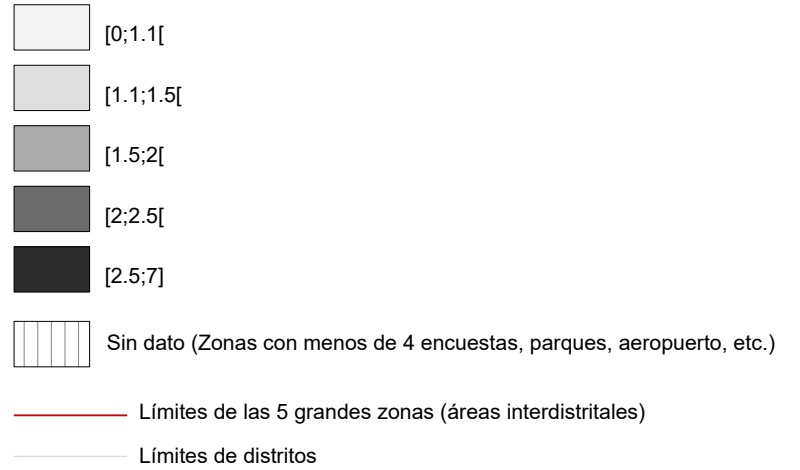 [0;1.1[
[1.1;1.5[
[1.5;2[
[2;2.5[
[2.5;7]
Sin dato (Zonas con menos de 4 encuestas, parques, aeropuerto, etc.)
Límites de las 5 grandes zonas (áreas interdistritales)
Límites de distritos